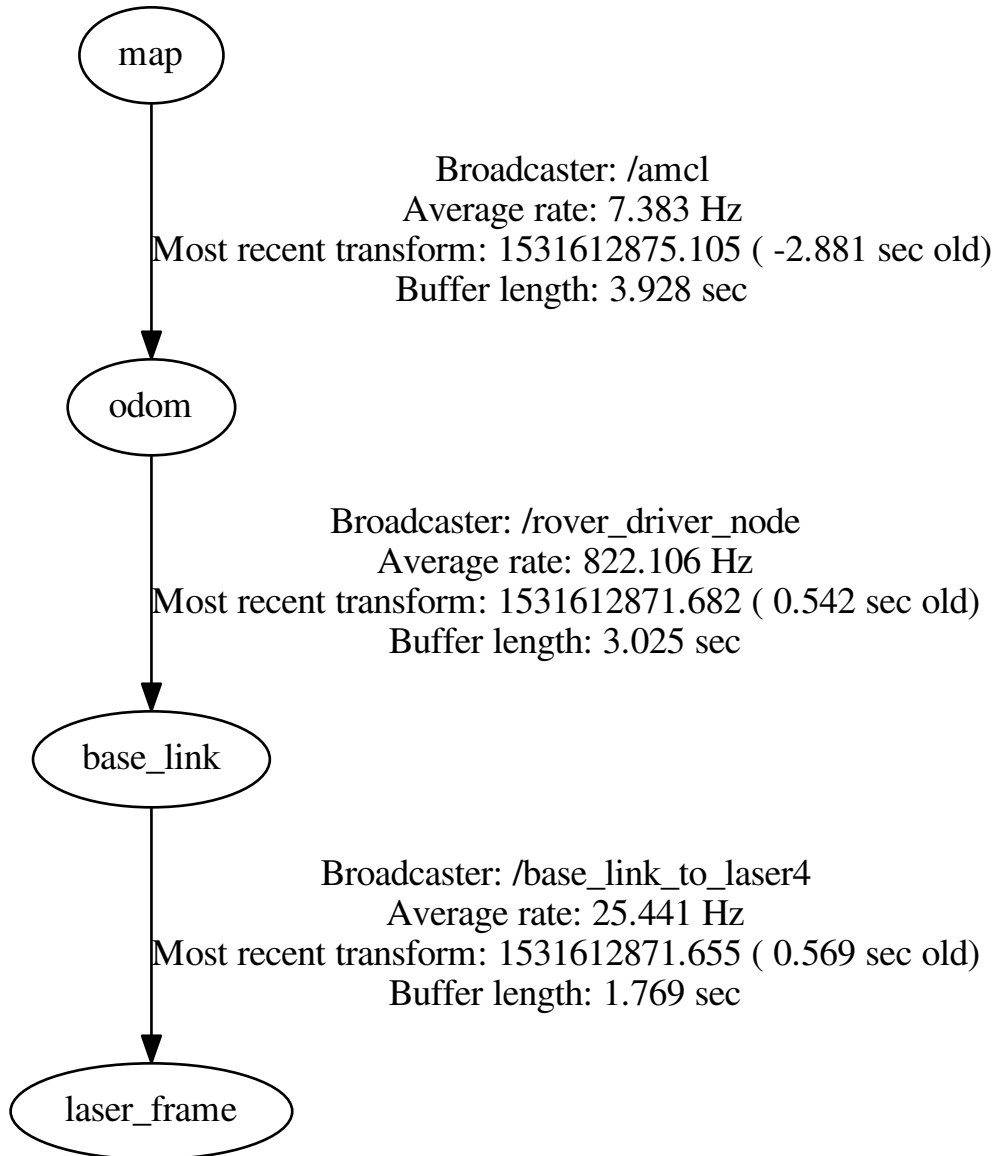 map
Broadcaster: /amcl
Average rate: 7.383 Hz
Most recent transform: 1531612875.105 ( -2.881 sec old)
Buffer length: 3.928 sec
odom
Broadcaster: /rover_driver_node
Average rate: 822.106 Hz
Most recent transform: 1531612871.682 ( 0.542 sec old)
Buffer length: 3.025 sec
base_link
Broadcaster: /base_link_to_laser4
Average rate: 25.441 Hz
Most recent transform: 1531612871.655 ( 0.569 sec old)
Buffer length: 1.769 sec
laser_frame